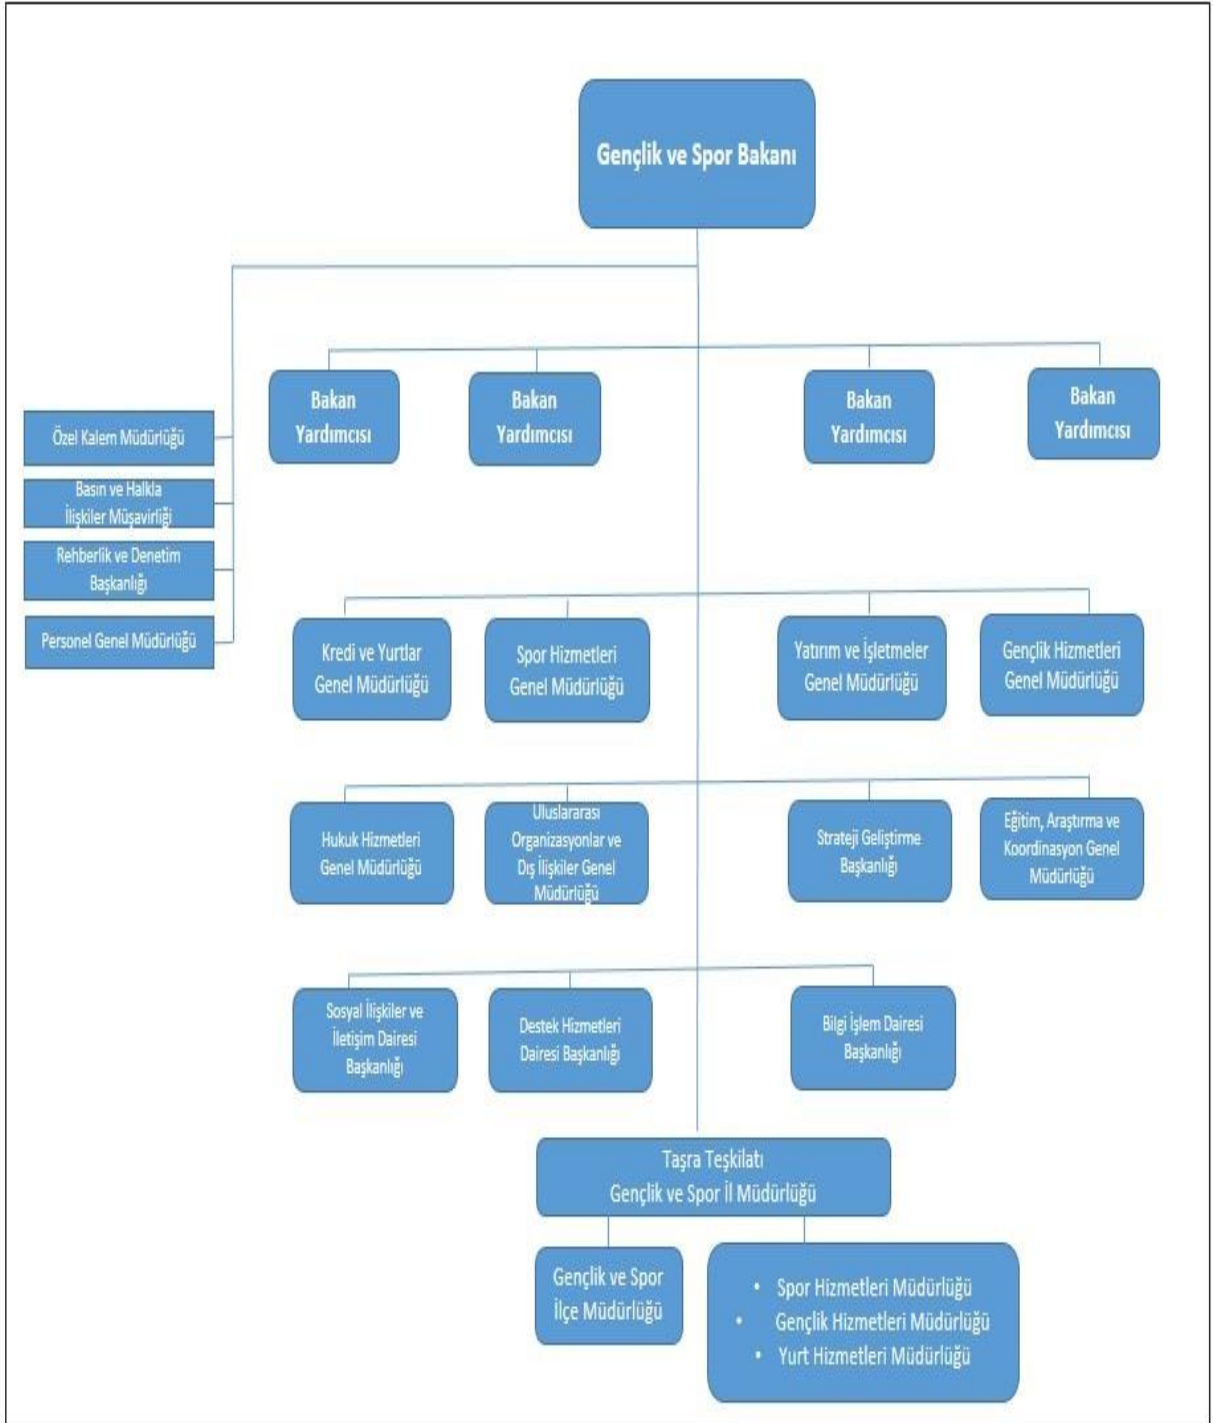 Gençlik ve Spor Bakanı
Bakan
Yardımcısı
Bakan
Yardımcısı
Bakan
Yardımcısı
Bakan
Yardımcısı
Özel Kalem Müdürlüğü
Basın ve Halkla
İlişkiler Müşavirliği
Rehberlik ve Denetim
Başkanlığı
Personel Genel Müdürlüğü
Kredi ve Yurtlar
Genel Müdürlüğü
Spor Hizmetleri
Genel Müdürlüğü
Yatırım ve İşletmeler
Genel Müdürlüğü
Gençlik Hizmetleri
Genel Müdürlüğü
Hukuk Hizmetleri
Genel Müdürlüğü
Uluslararası
Organizasyonlar ve
Dış İlişkiler Genel
Müdürlüğü
Strateji Geliştirme
Başkanlığı
Eğitim, Araştırma ve
Koordinasyon Genel
Müdürlüğü
Sosyal İlişkiler ve
İletişim Dairesi
Başkanlığı
Destek Hizmetleri
Dairesi Başkanlığı
Bilgi İşlem Dairesi
Başkanlığı
Taşra Teşkilatı
Gençlik ve Spor İl Müdürlüğü
Gençlik ve Spor
İlçe Müdürlüğü
• Spor Hizmetleri Müdürlüğü
• Gençlik Hizmetleri Müdürlüğü
• Yurt Hizmetleri Müdürlüğü